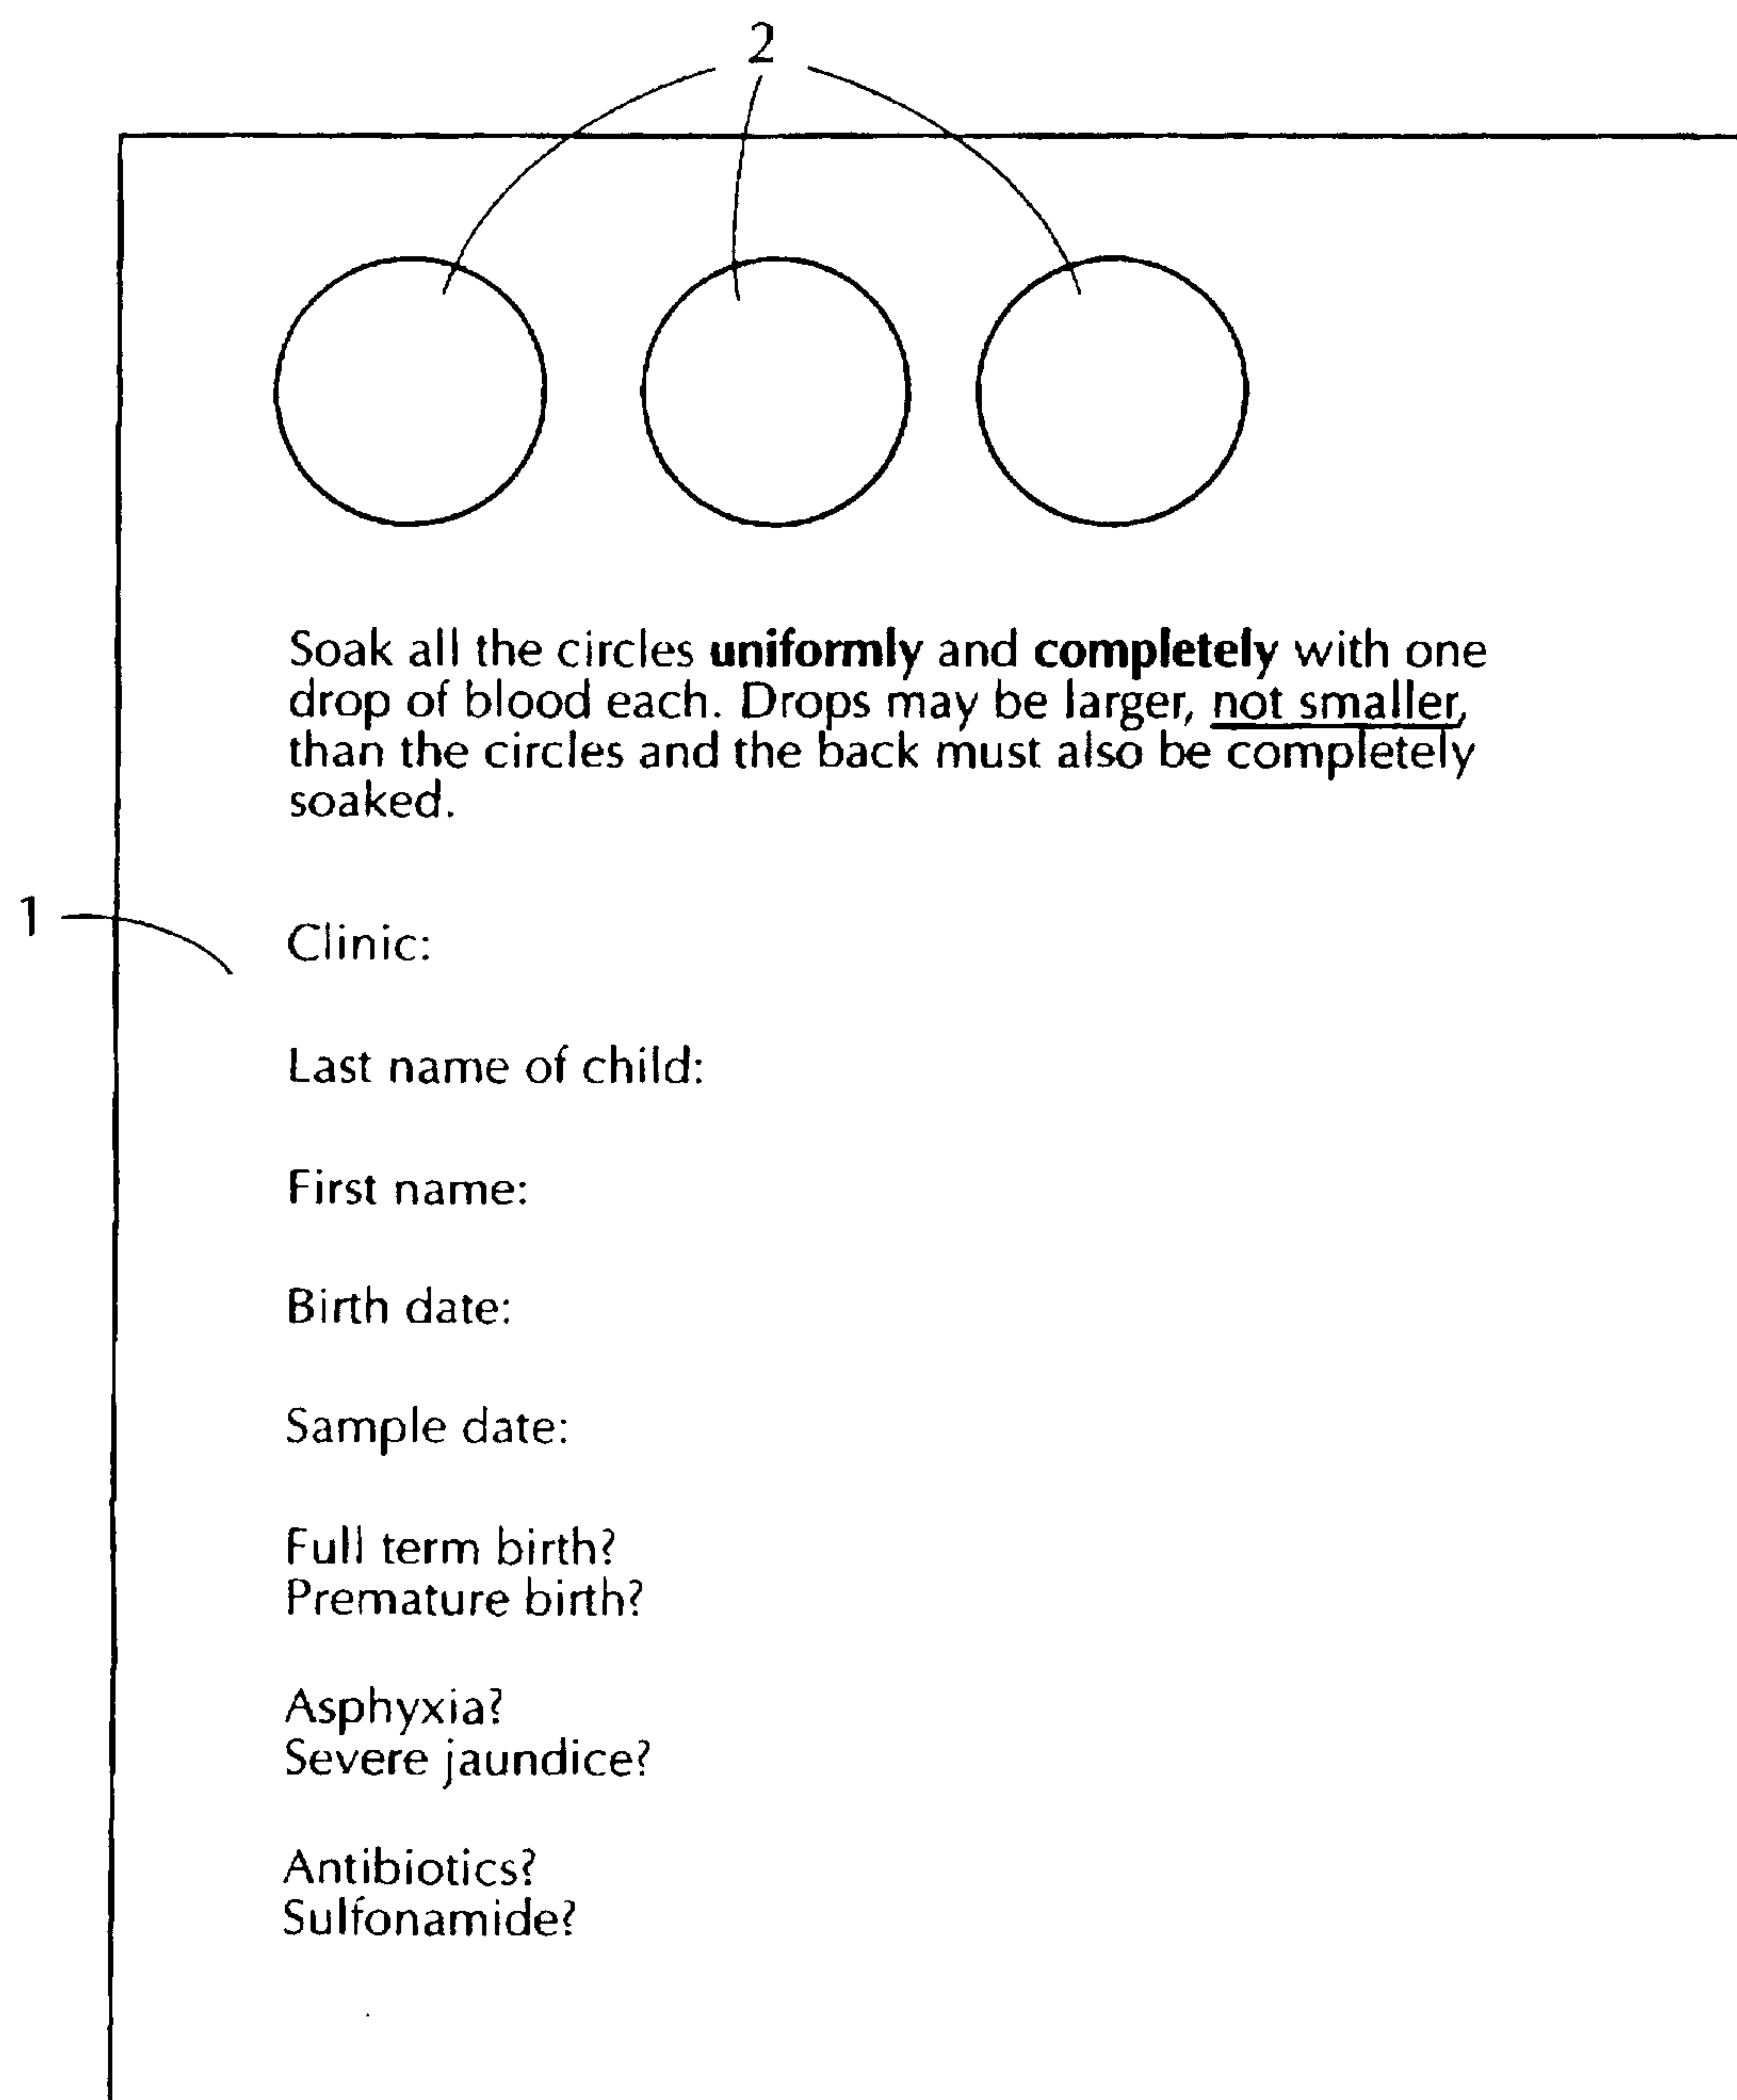 2
Soak all the circles uniformly and completely with one
drop of blood each. Drops may be larger, not smaller,
than the circles and the back must also be completely
soaked.
1
Clinic:
Last name of child:
First name:
Birth date:
Sample date:
Full term birth?
Premature birth?
Asphyxia?
Severe jaundice?
Antibiotics?
Sulfonamide?